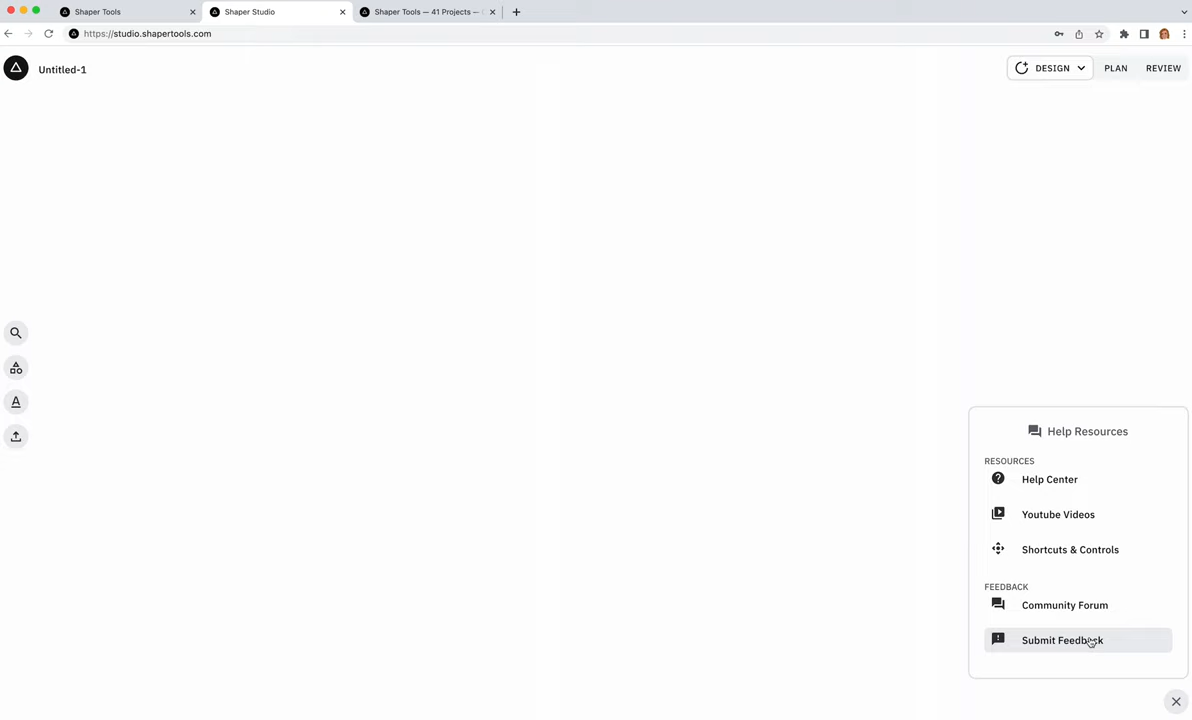 Shaper Tools
Shaper Studio
Shaper Tools — 41 Projects —
https://studio.shapertools.com
Untitled-1
DESIGN
PLAN
REVIEW
A
Help Resources
RESOURCES
Help Center
Youtube Videos
Shortcuts & Controls
FEEDBACK
Community Forum
Submit Feedback